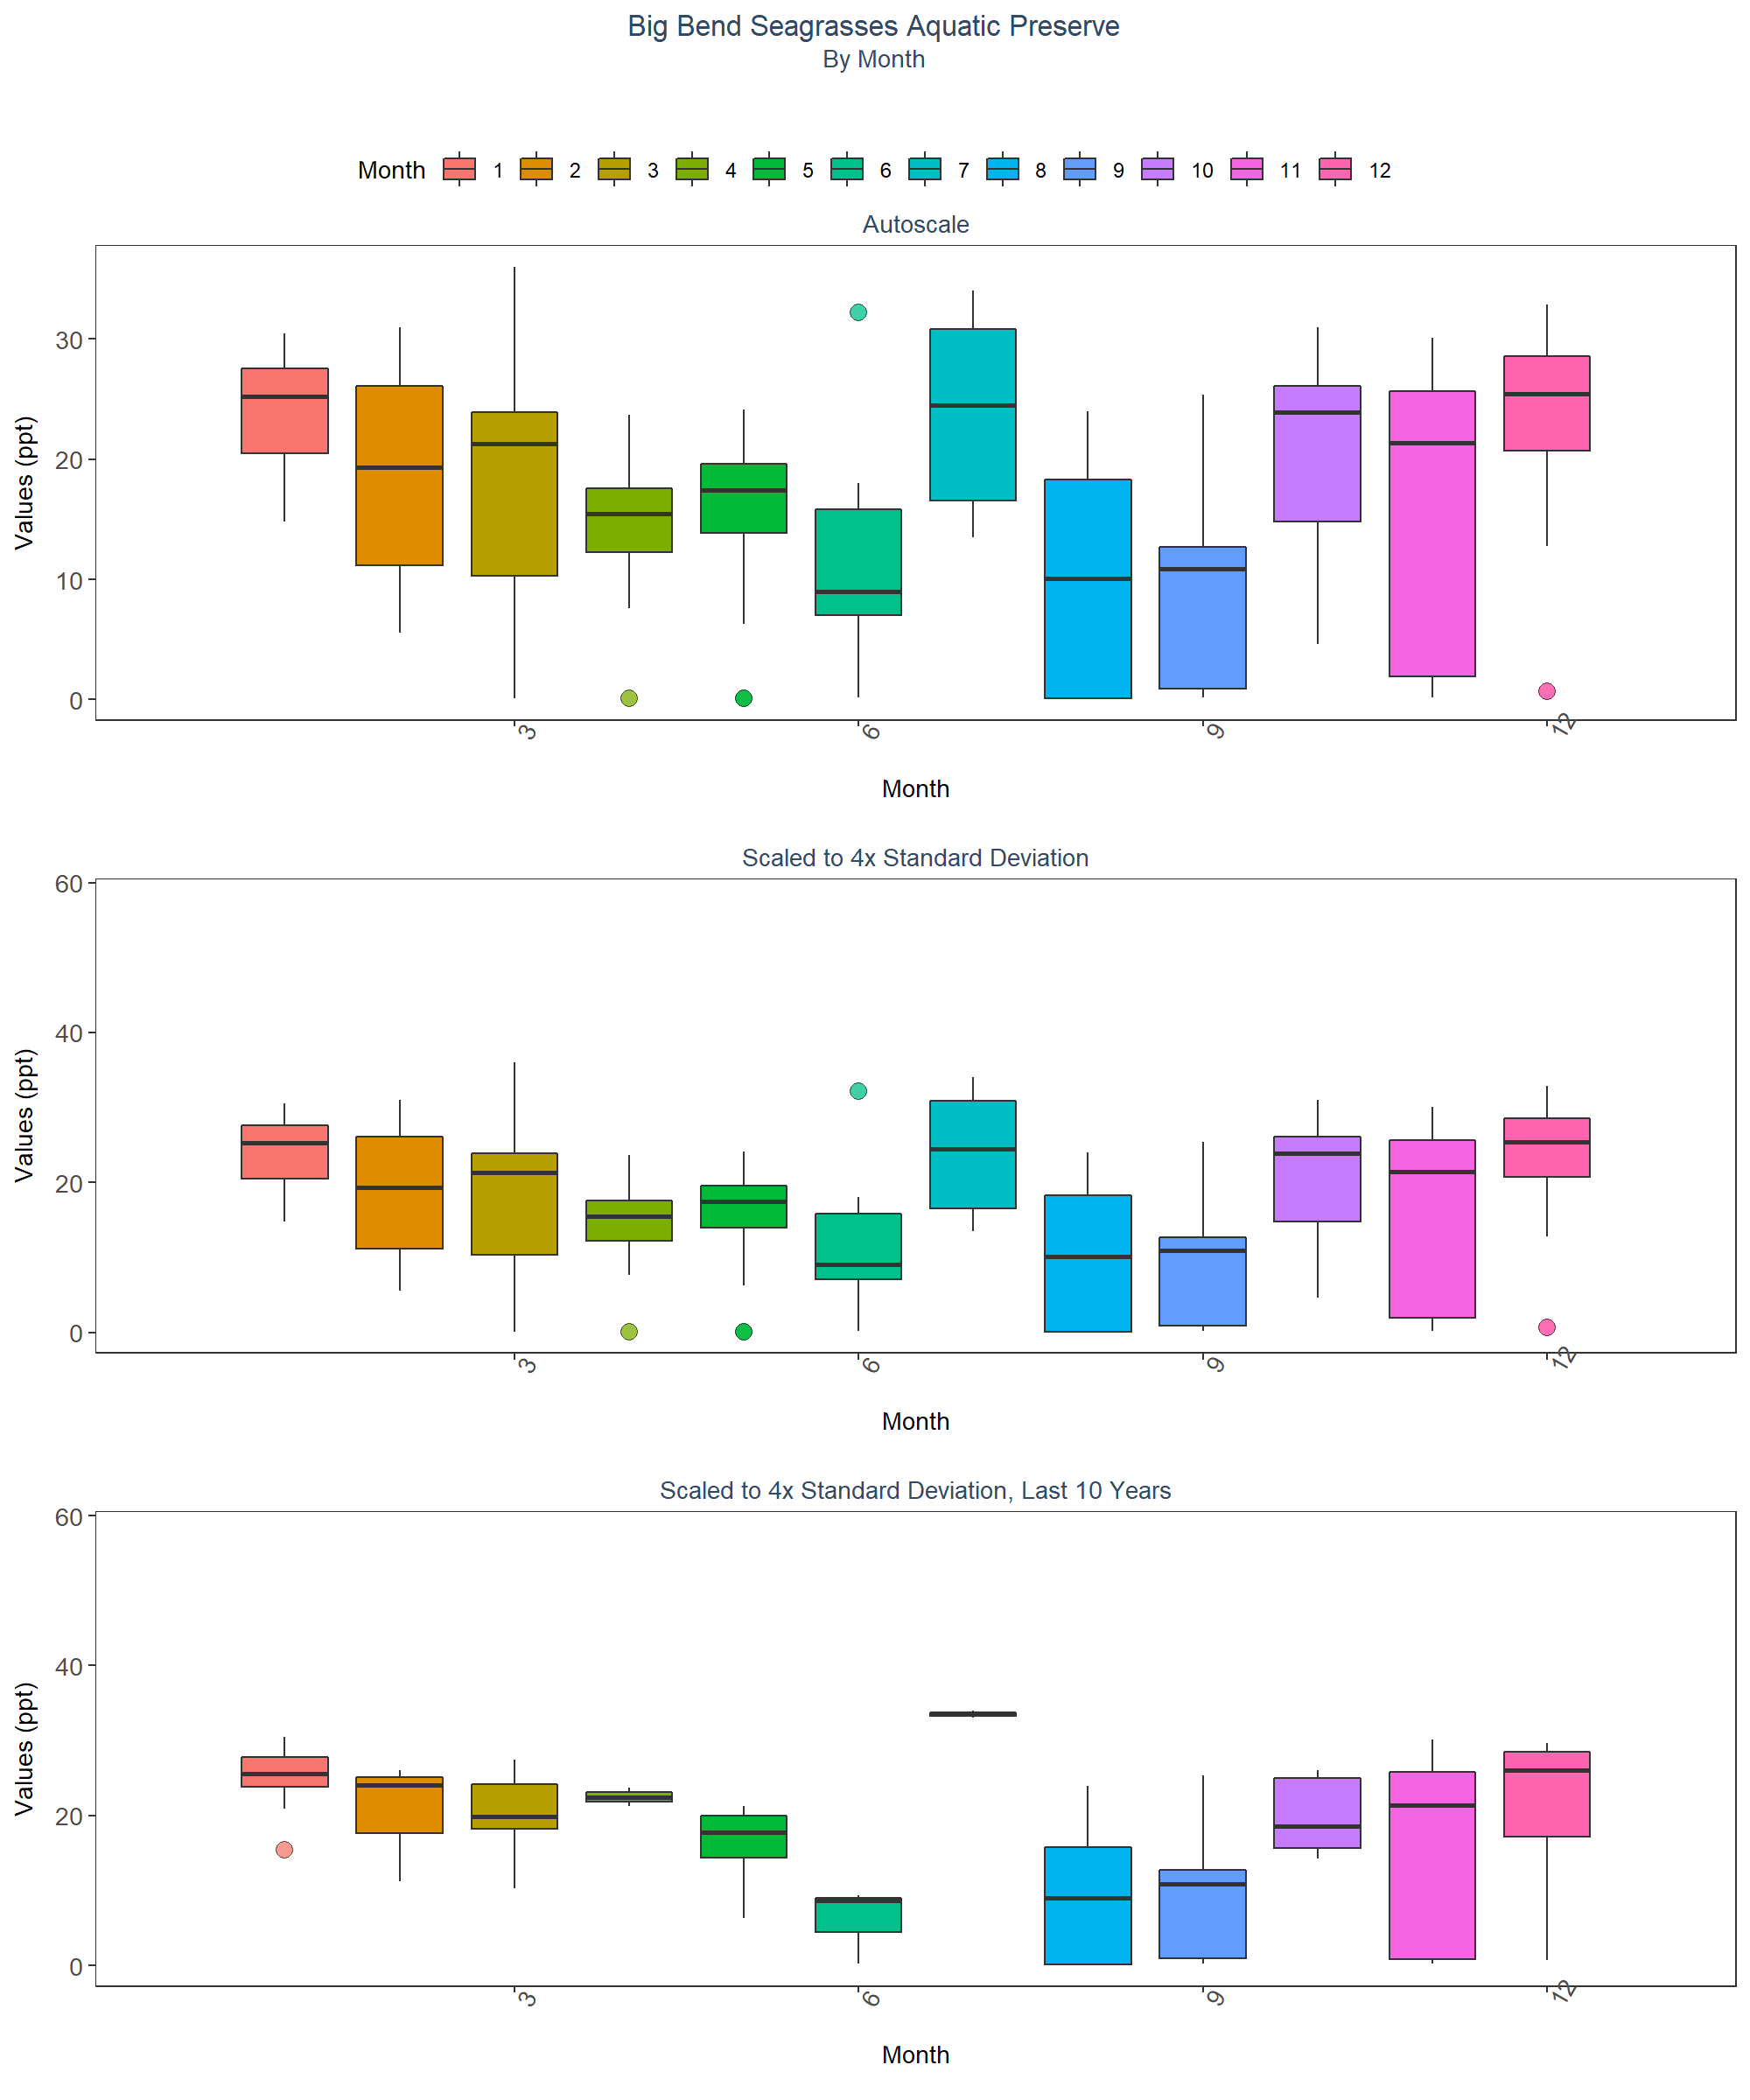 Big Bend Seagrasses Aquatic Preserve
By Month
Month 1 2 3 4 5 6 7 8 9 10 11 12
Autoscale
Values (ppt)
30
20
10
0
3 6 9 12
Month
Scaled to 4x Standard Deviation
Values (ppt)
60
40
20
0
3 6 9 12
Month
Scaled to 4x Standard Deviation, Last 10 Years
Values (ppt)
60
40
20
0
3 6 9 12
Month